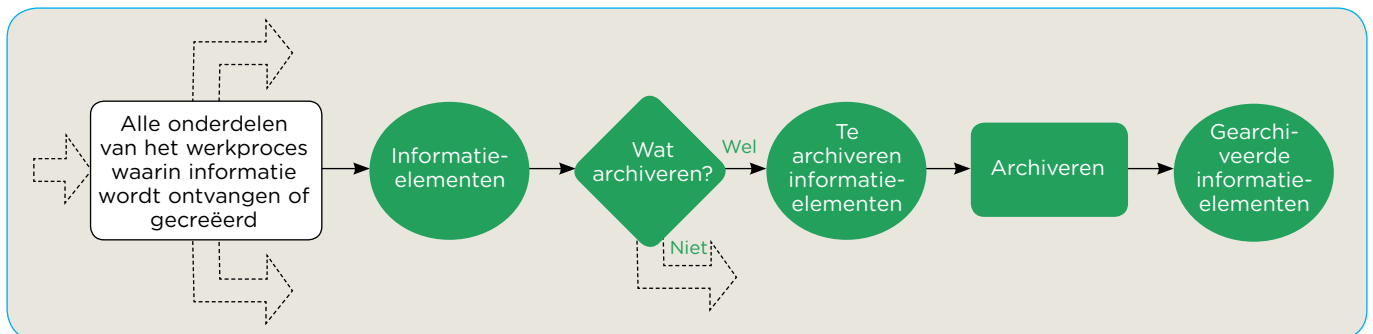 Alle onderdelen
van het werkproces
waarin informatie
wordt ontvangen of
gecreëerd
Informatie-
elementen
Wat
archiveren?
Wel
Niet
Te
archiveren
informatie-
elementen
Archiveren
Gearchi-
veerde
informatie-
elementen